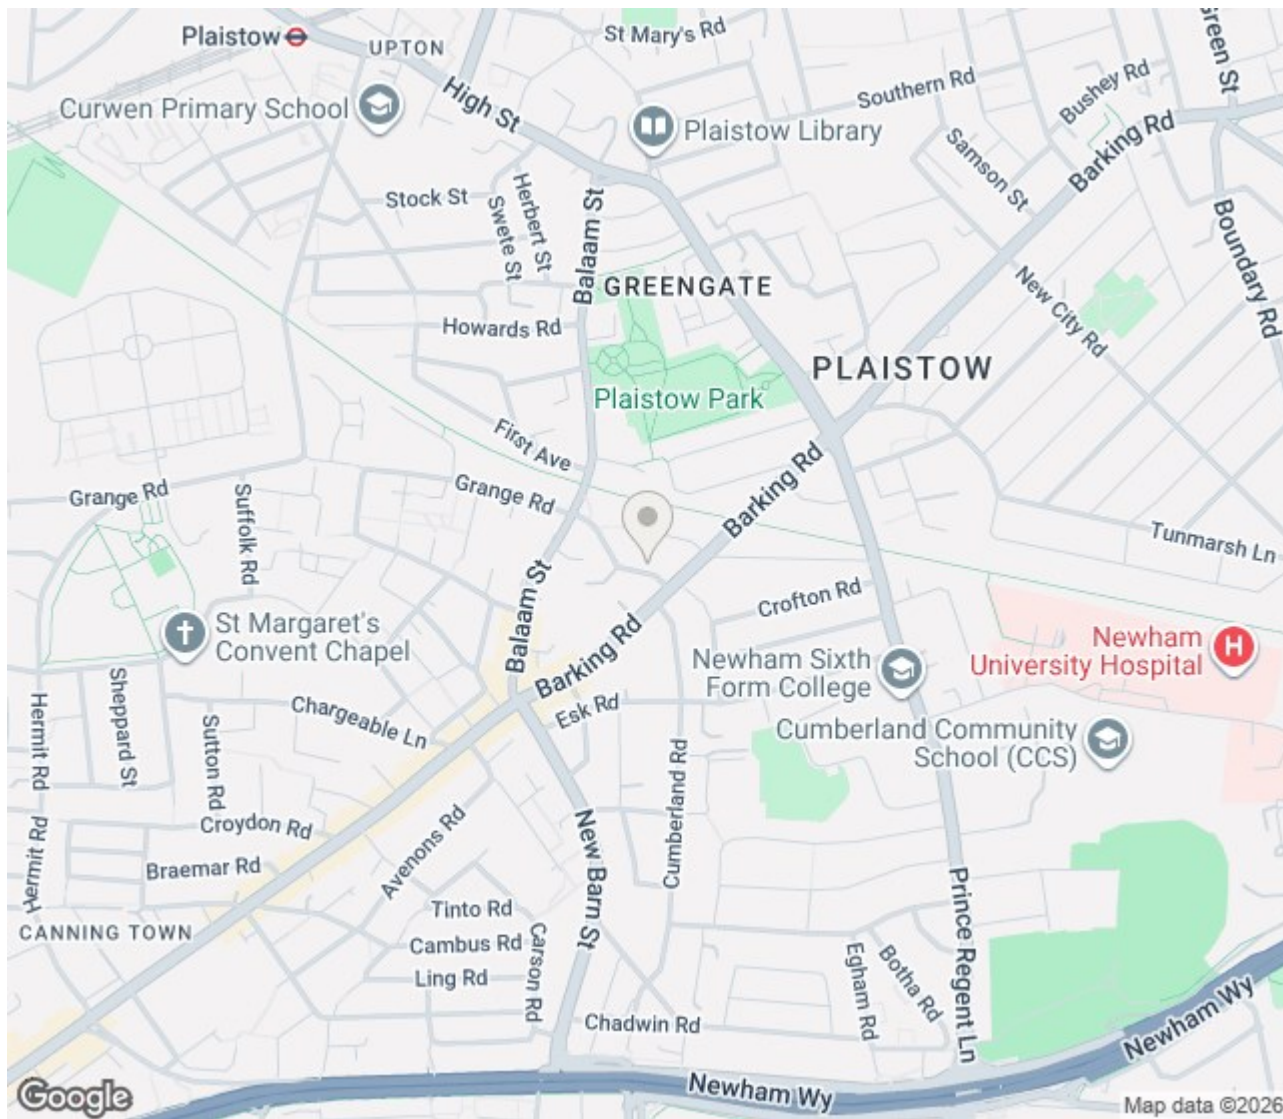 Plaistow
UPTON
St Mary's Rd
Green St
Curwen Primary School
High St
Southern Rd
Bushey Rd
Plaistow Library
Barking Rd
Samson St
Stock St
Herbert St
Swete St
Balaam St
Boundary Rd
GREENGATE
New City Rd
Howards Rd
PLAISTOW
Plaistow Park
First Ave
Grange Rd
Grange Rd
Suffolk Rd
Barking Rd
Tunmarsh Ln
Balaam St
Crofton Rd
St Margaret's
Convent Chapel
Newham
University Hospital
H
Barking Rd
Newham Sixth
Form College
Hermit Rd
Sheppard St
Sutton Rd
Chargeable Ln
Esk Rd
Cumberland Community
School (CCS)
Cumberland Rd
Croydon Rd
Hermit Rd
Braemar Rd
Avenons Rd
New Barn St
Prince Regent Ln
CANNING TOWN
Tinto Rd
Cambus Rd
Ling Rd
Carson Rd
Egham Rd
Botha Rd
Chadwin Rd
Newham Wy
Newham Wy
Google
Map data ©2026